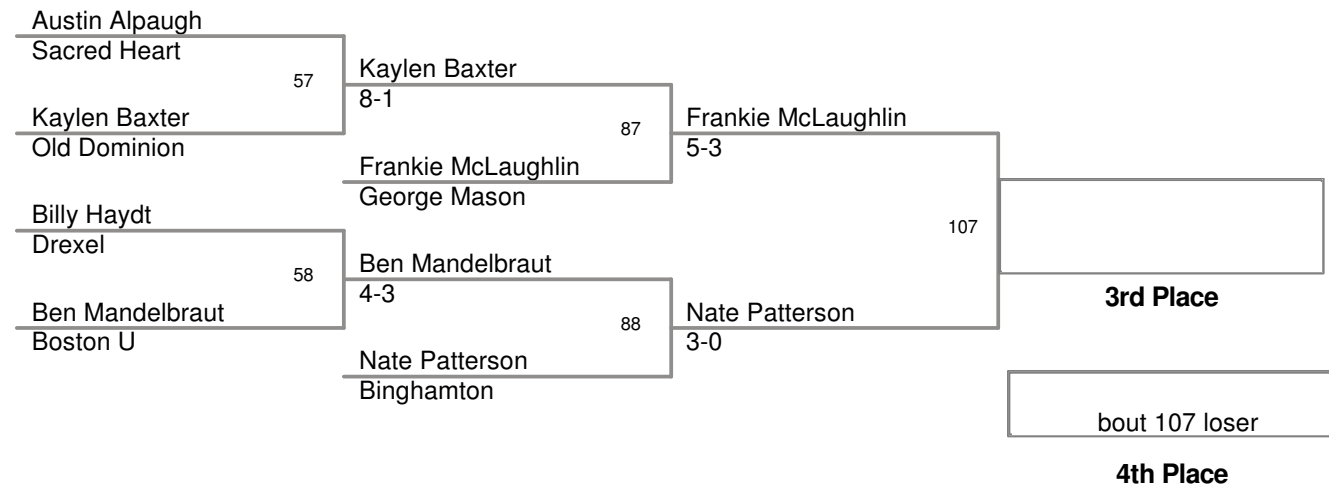 Austin Alpaugh
Sacred Heart
57
Kaylen Baxter
8-1
Kaylen Baxter
Old Dominion
87
Frankie McLaughlin
5-3
Frankie McLaughlin
George Mason
Billy Haydt
Drexel
107
58
Ben Mandelbraut
4-3
3rd Place
Ben Mandelbraut
Boston U
88
Nate Patterson
3-0
Nate Patterson
Binghamton
bout 107 loser
4th Place